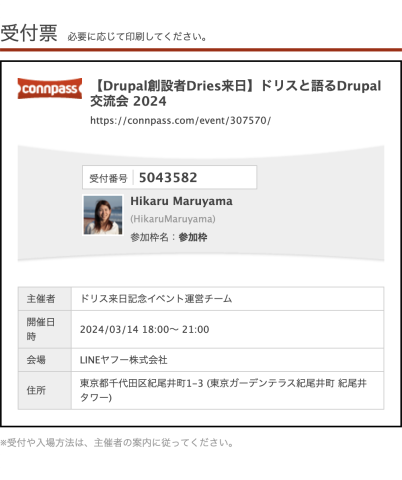 受付票 必要に応じて印刷してください。
connpass
【Drupal創設者Dries来日】ドリスと語るDrupal
交流会 2024
https://connpass.com/event/307570/
受付番号 5043582
Hikaru Maruyama
(HikaruMaruyama)
参加枠名：参加枠
主催者 ドリス来日記念イベント運営チーム
開催日
時 2024/03/14 18:00〜 21:00
会場 LINEヤフー株式会社
住所 東京都千代田区紀尾井町1-3 (東京ガーデンテラス紀尾井町 紀尾井
タワー)
※受付や入場方法は、主催者の案内に従ってください。